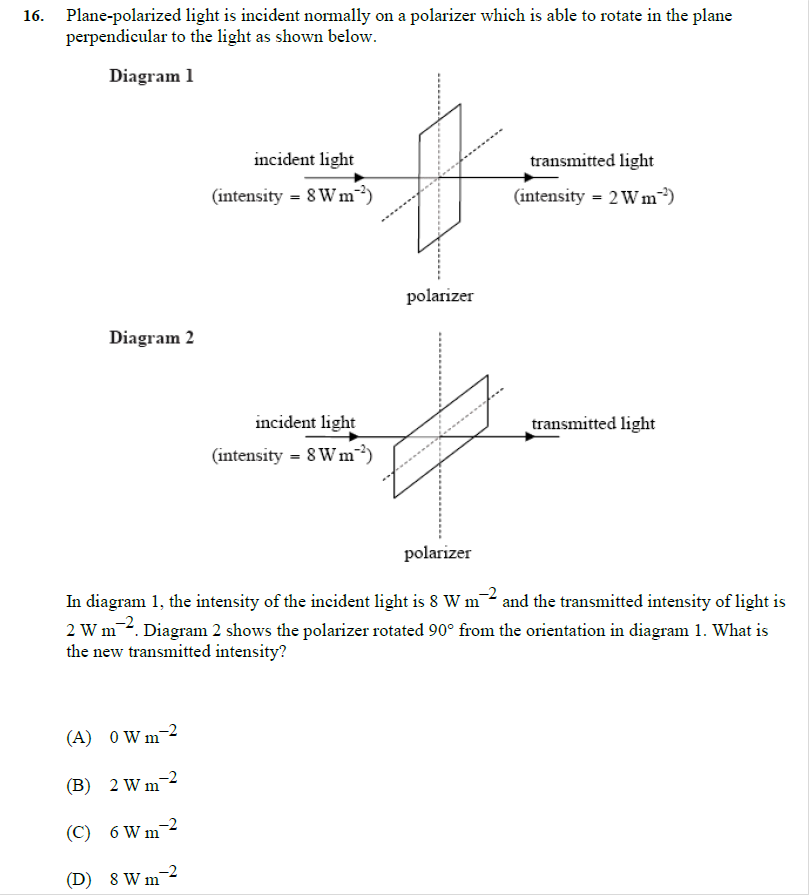 16. Plane-polarized light is incident normally on a polarizer which is able to rotate in the plane
perpendicular to the light as shown below.
Diagram 1
incident light
(intensity = 8 W m⁻²)
transmitted light
(intensity = 2 W m⁻²)
polarizer
Diagram 2
incident light
(intensity = 8 W m⁻²)
transmitted light
polarizer
In diagram 1, the intensity of the incident light is 8 W m⁻² and the transmitted intensity of light is
2 W m⁻². Diagram 2 shows the polarizer rotated 90° from the orientation in diagram 1. What is
the new transmitted intensity?
(A) 0 W m⁻²
(B) 2 W m⁻²
(C) 6 W m⁻²
(D) 8 W m⁻²